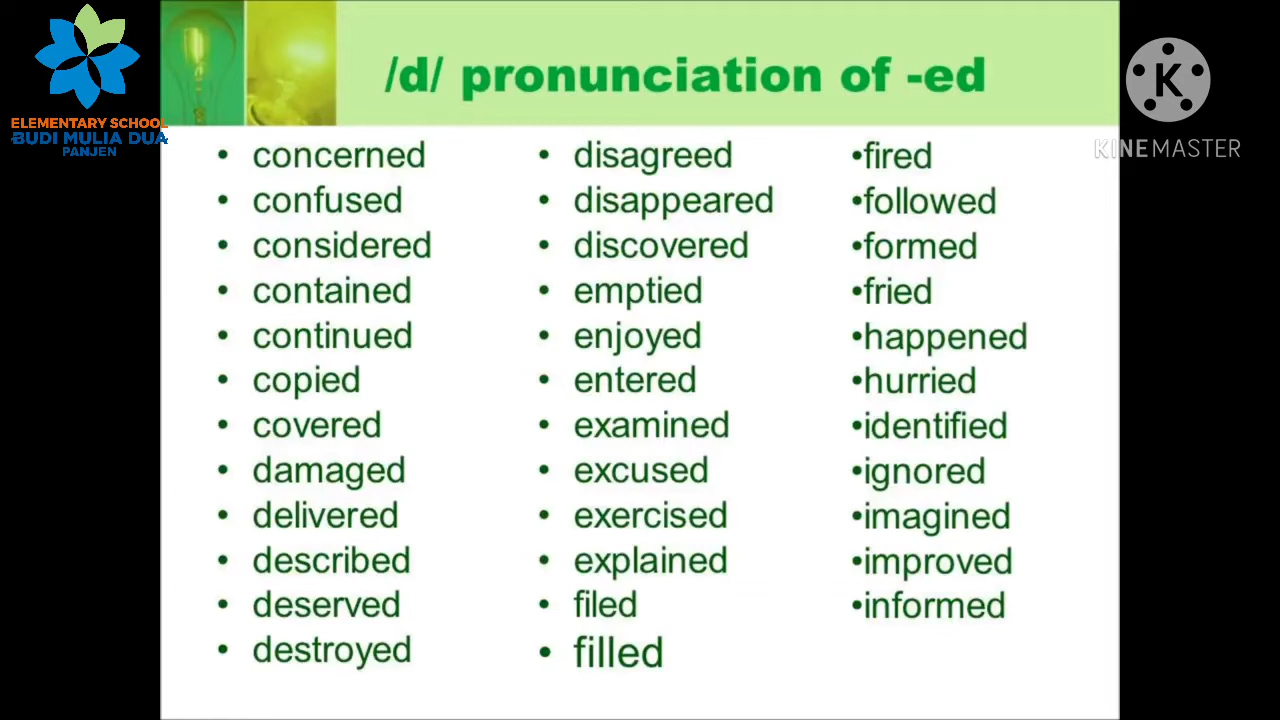 ELEMENTARY SCHOOL
BUDI MULIA DUA
PANJEN
/d/ pronunciation of -ed
K
KINEMASTER
• concerned
• confused
• considered
• contained
• continued
• copied
• covered
• damaged
• delivered
• described
• deserved
• destroyed
• disagreed
• disappeared
• discovered
• emptied
• enjoyed
• entered
• examined
• excused
• exercised
• explained
• filed
• filled
•fired
•followed
•formed
•fried
•happened
•hurried
•identified
•ignored
•imagined
•improved
•informed